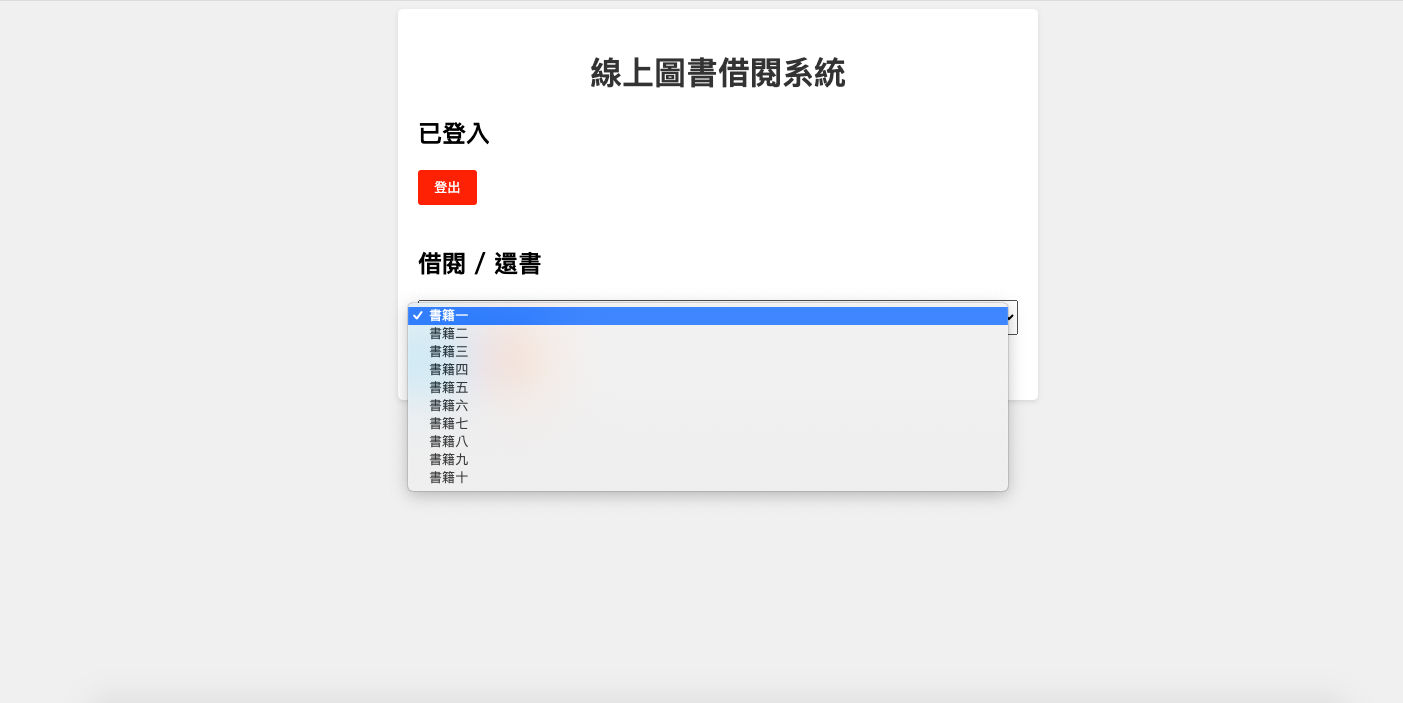 線上圖書借閱系統
已登入
登出
借閱 / 還書
書籍一
書籍二
書籍三
書籍四
書籍五
書籍六
書籍七
書籍八
書籍九
書籍十